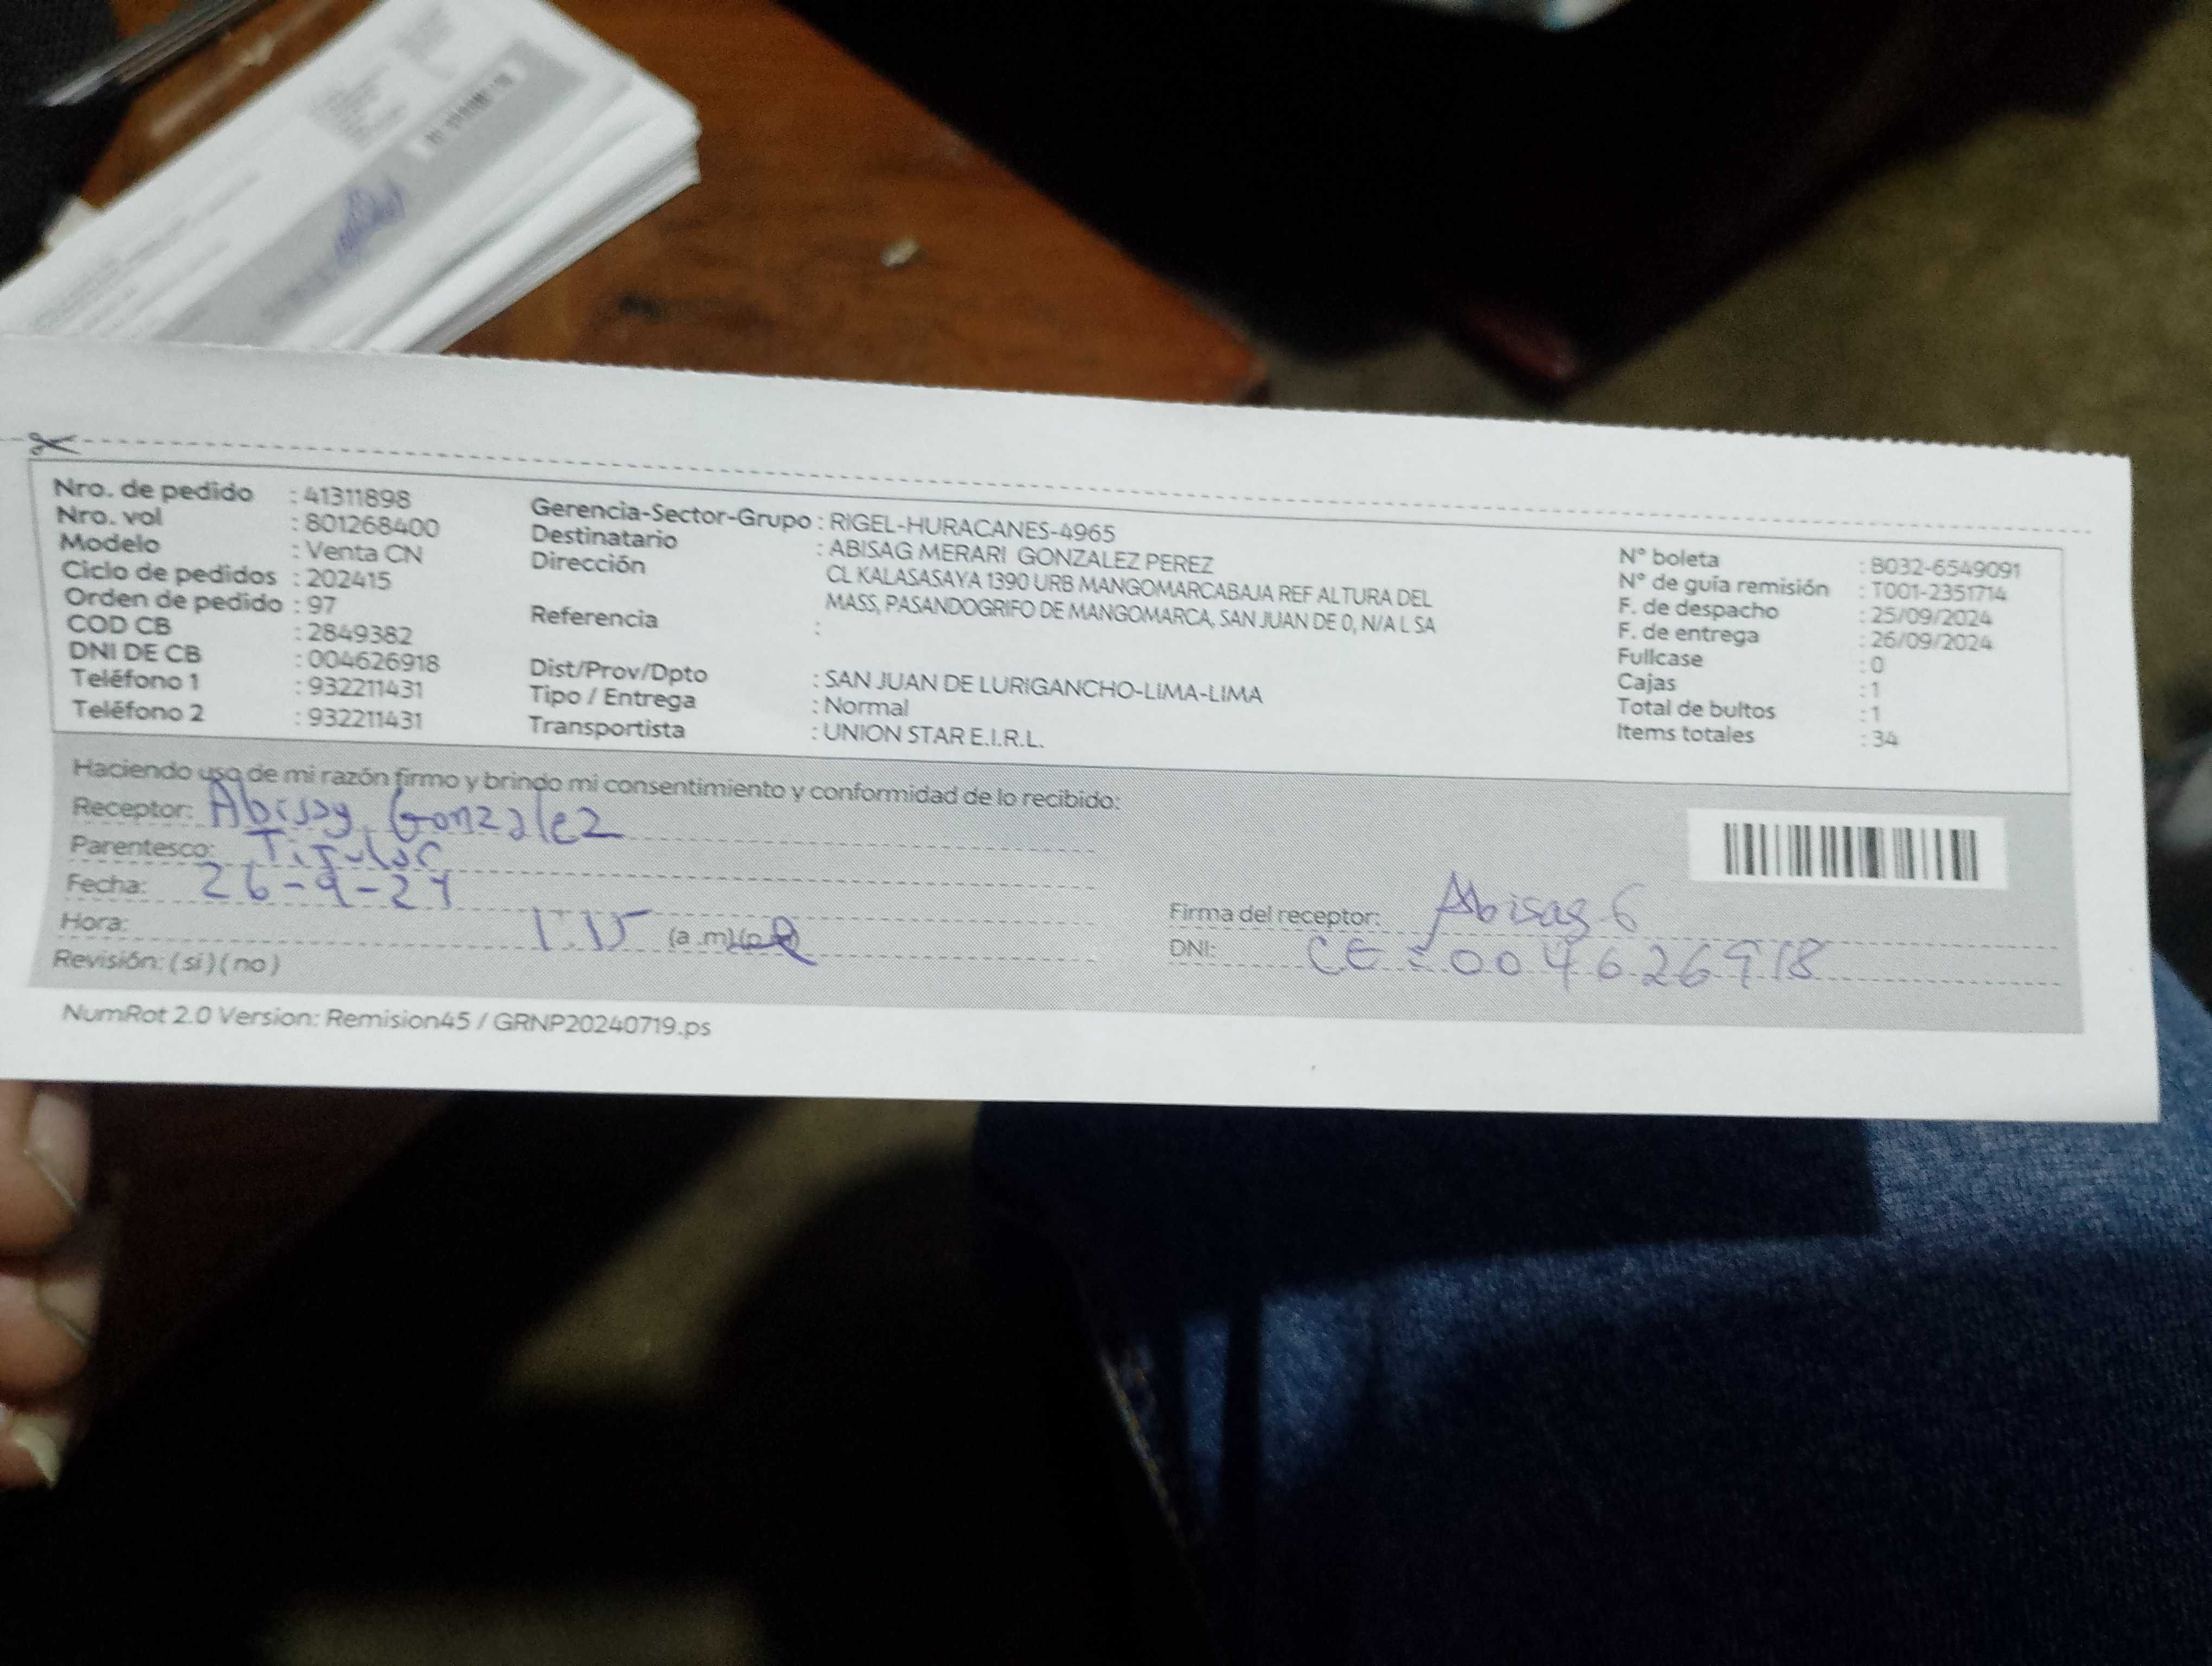 Nro. de pedido : 41311898
Nro. vol : 801268400
Modelo : Venta CN
Ciclo de pedidos : 202415
Orden de pedido : 97
COD CB : 2849382
DNI DE CB : 004626918
Teléfono 1 : 932211431
Teléfono 2 : 932211431
Gerencia-Sector-Grupo : RIGEL-HURACANES-4965
Destinatario : ABISAG MERARI GONZALEZ PEREZ
Dirección CL KALASASAYA 1390 URB MANGOMARCABAJA REF ALTURA DEL
MASS, PASANDOGRIFO DE MANGOMARCA, SAN JUAN DE 0, N/A L SA
Referencia :
Dist/Prov/Dpto : SAN JUAN DE LURIGANCHO-LIMA-LIMA
Tipo / Entrega : Normal
Transportista : UNION STAR E.I.R.L.
N° boleta : B032-6549091
N° de guía remisión : T001-2351714
F. de despacho : 25/09/2024
F. de entrega : 26/09/2024
Fullcase : 0
Cajas : 1
Total de bultos : 1
Items totales : 34
Haciendo uso de mi razón firmo y brindo mi consentimiento y conformidad de lo recibido:
Receptor: Abisag Gonzalez
Parentesco: Titular
Fecha: 26-9-24
Hora: (a .m)
Revisión: (si) (no)
Firma del receptor: Abisag G
DNI: CE: 004626918
NumRot 2.0 Version: Remision45 / GRNP20240719.ps